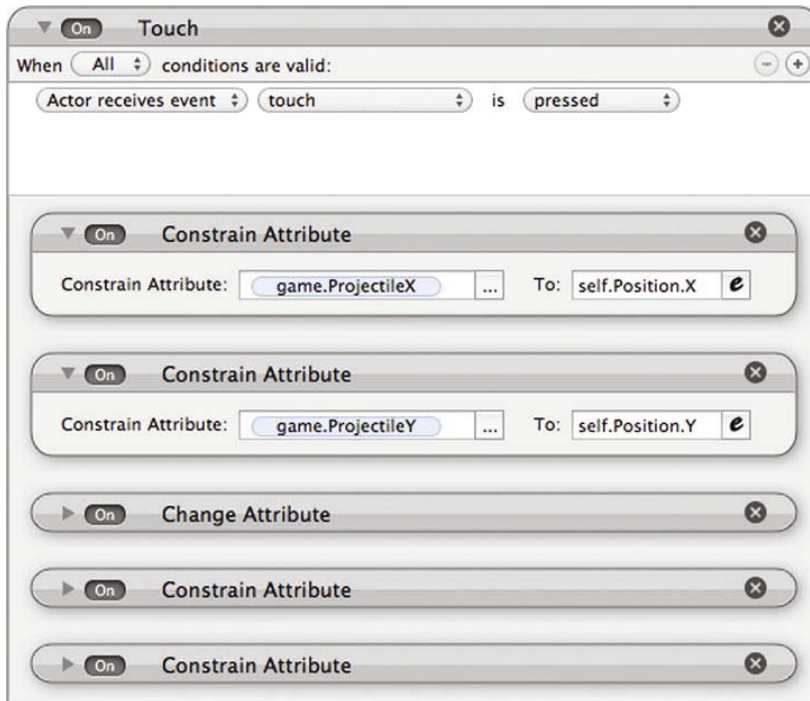 On Touch
When All conditions are valid:
Actor receives event touch is pressed
On Constrain Attribute
Constrain Attribute: game.ProjectileX ... To: self.Position.X e
On Constrain Attribute
Constrain Attribute: game.ProjectileY ... To: self.Position.Y e
On Change Attribute
On Constrain Attribute
On Constrain Attribute